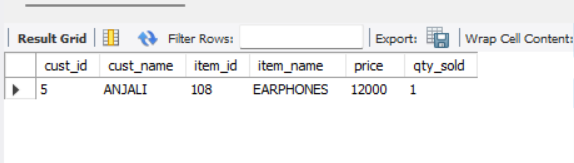 Result Grid Filter Rows: Export: Wrap Cell Content:
cust_id cust_name item_id item_name price qty_sold
5 ANJALI 108 EARPHONES 12000 1